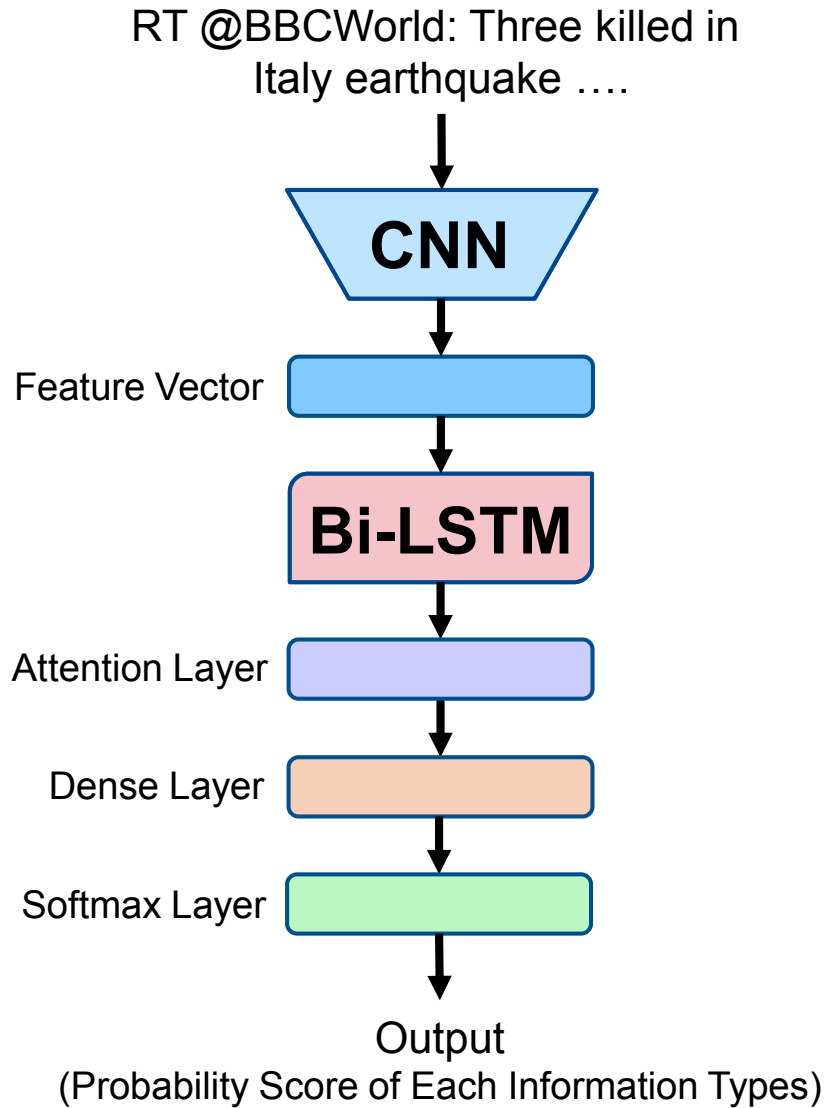 RT @BBCWorld: Three killed in
Italy earthquake ….
CNN
Feature Vector
Bi-LSTM
Attention Layer
Dense Layer
Softmax Layer
Output
(Probability Score of Each Information Types)